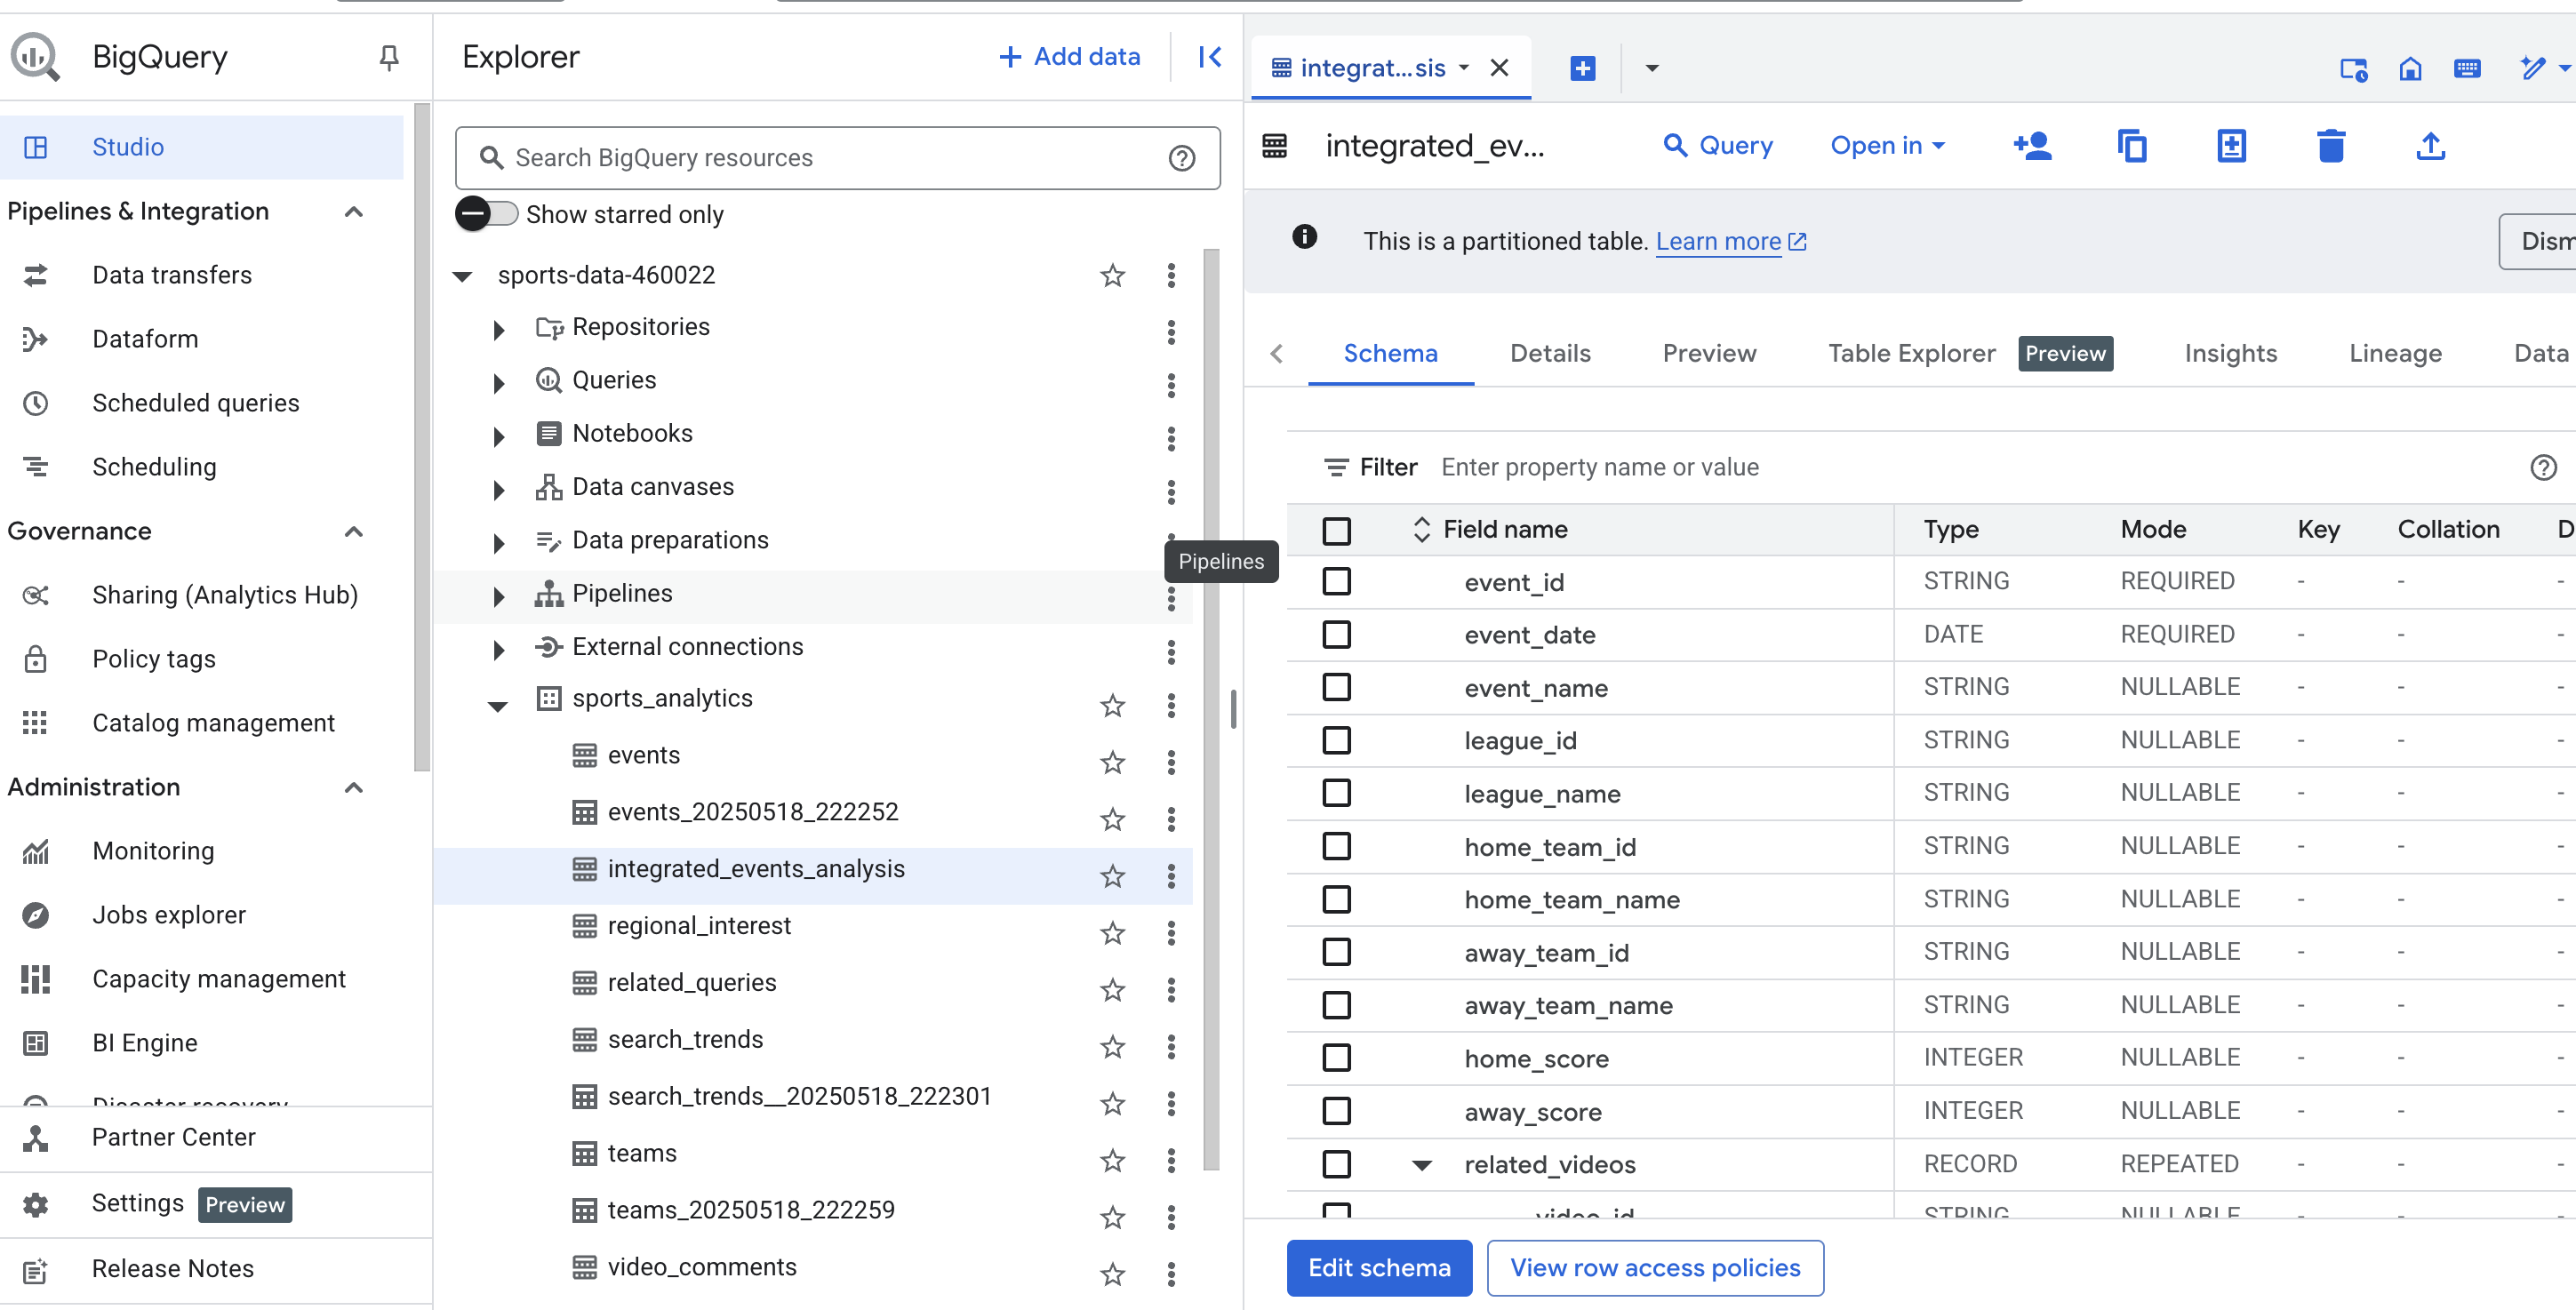 BigQuery
Studio
Pipelines & Integration
Data transfers
Dataform
Scheduled queries
Scheduling
Governance
Sharing (Analytics Hub)
Policy tags
Catalog management
Administration
Monitoring
Jobs explorer
Capacity management
BI Engine
Disaster recovery
Partner Center
Settings Preview
Release Notes
Explorer
Add data
Search BigQuery resources
Show starred only
sports-data-460022
Repositories
Queries
Notebooks
Data canvases
Data preparations
Pipelines
Pipelines
External connections
sports_analytics
events
events_20250518_222252
integrated_events_analysis
regional_interest
related_queries
search_trends
search_trends__20250518_222301
teams
teams_20250518_222259
video_comments
integrat...sis
integrated_ev... Query Open in
This is a partitioned table. Learn more Dism
Schema Details Preview Table Explorer Preview Insights Lineage Data
Filter Enter property name or value
Field name Type Mode Key Collation D
event_id STRING REQUIRED - - -
event_date DATE REQUIRED - - -
event_name STRING NULLABLE - - -
league_id STRING NULLABLE - - -
league_name STRING NULLABLE - - -
home_team_id STRING NULLABLE - - -
home_team_name STRING NULLABLE - - -
away_team_id STRING NULLABLE - - -
away_team_name STRING NULLABLE - - -
home_score INTEGER NULLABLE - - -
away_score INTEGER NULLABLE - - -
related_videos RECORD REPEATED - - -
video_id STRING NULLABLE - - -
Edit schema View row access policies